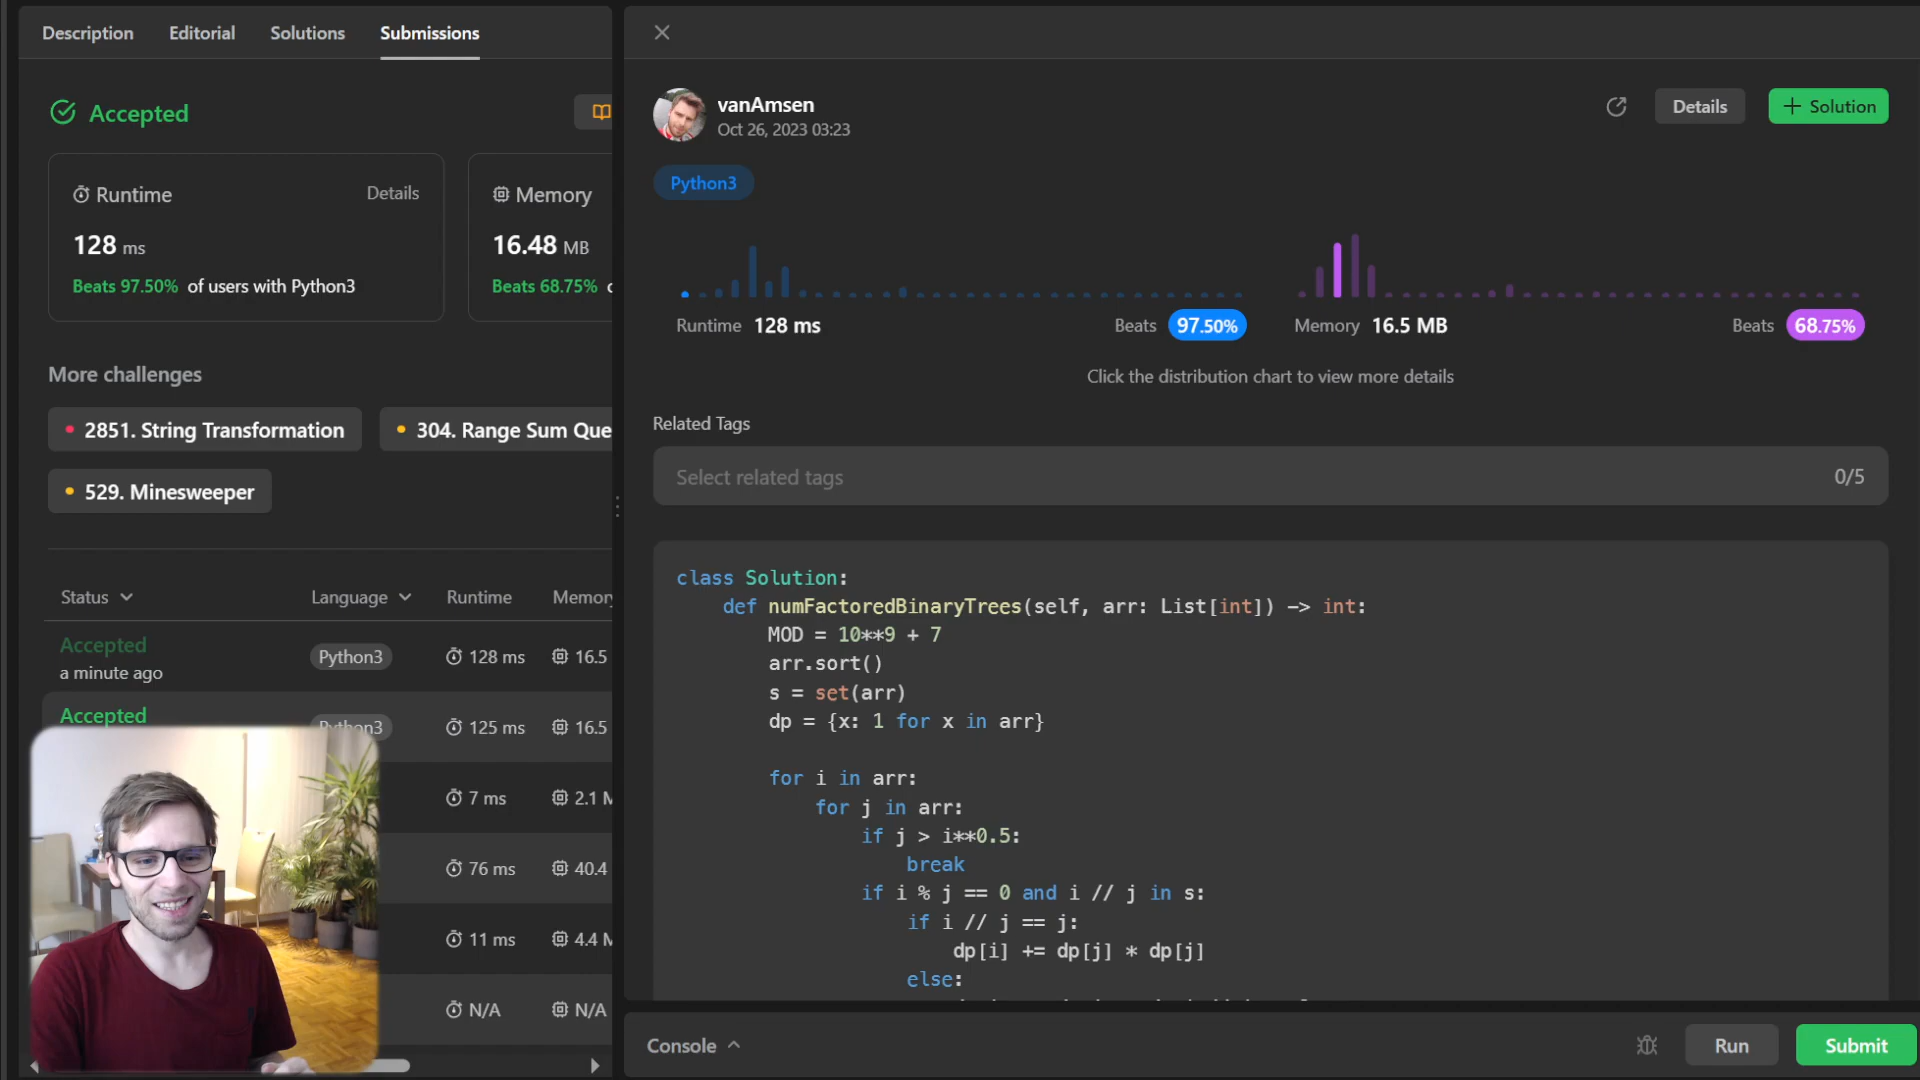 Description Editorial Solutions Submissions
Accepted
Runtime Details
128 ms
Beats 97.50% of users with Python3
Memory
16.48 MB
Beats 68.75%
More challenges
2851. String Transformation 304. Range Sum Que
529. Minesweeper
Status Language Runtime Memory
Accepted
a minute ago
Python3 128 ms 16.5
Accepted
Python3 125 ms 16.5
7 ms 2.1
76 ms 40.4
11 ms 4.4
N/A N/A
vanAmsen
Oct 26, 2023 03:23
Details + Solution
Python3
Runtime 128 ms Beats 97.50% Memory 16.5 MB Beats 68.75%
Click the distribution chart to view more details
Related Tags
Select related tags 0/5
class Solution:
def numFactoredBinaryTrees(self, arr: List[int]) -> int:
MOD = 10**9 + 7
arr.sort()
s = set(arr)
dp = {x: 1 for x in arr}
for i in arr:
for j in arr:
if j > i**0.5:
break
if i % j == 0 and i // j in s:
if i // j == j:
dp[i] += dp[j] * dp[j]
else:
Console Run Submit